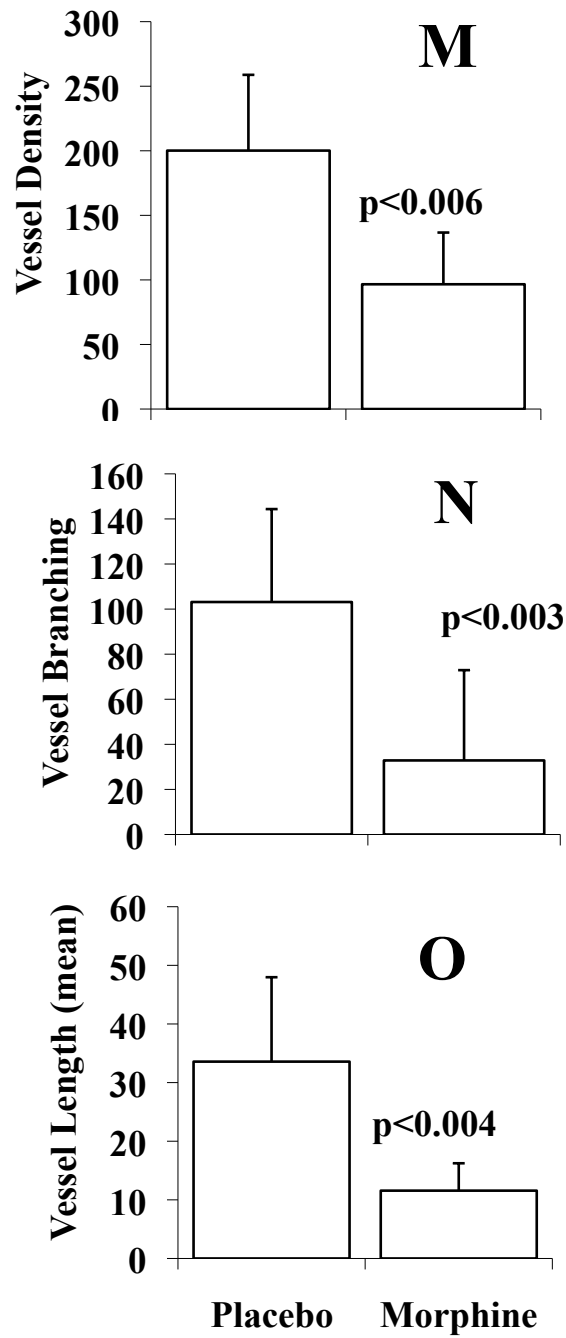 M
Vessel Density
300
250
200
150
100
50
0
p<0.006
N
Vessel Branching
160
140
120
100
80
60
40
20
0
p<0.003
O
Vessel Length (mean)
60
50
40
30
20
10
0
p<0.004
Placebo Morphine